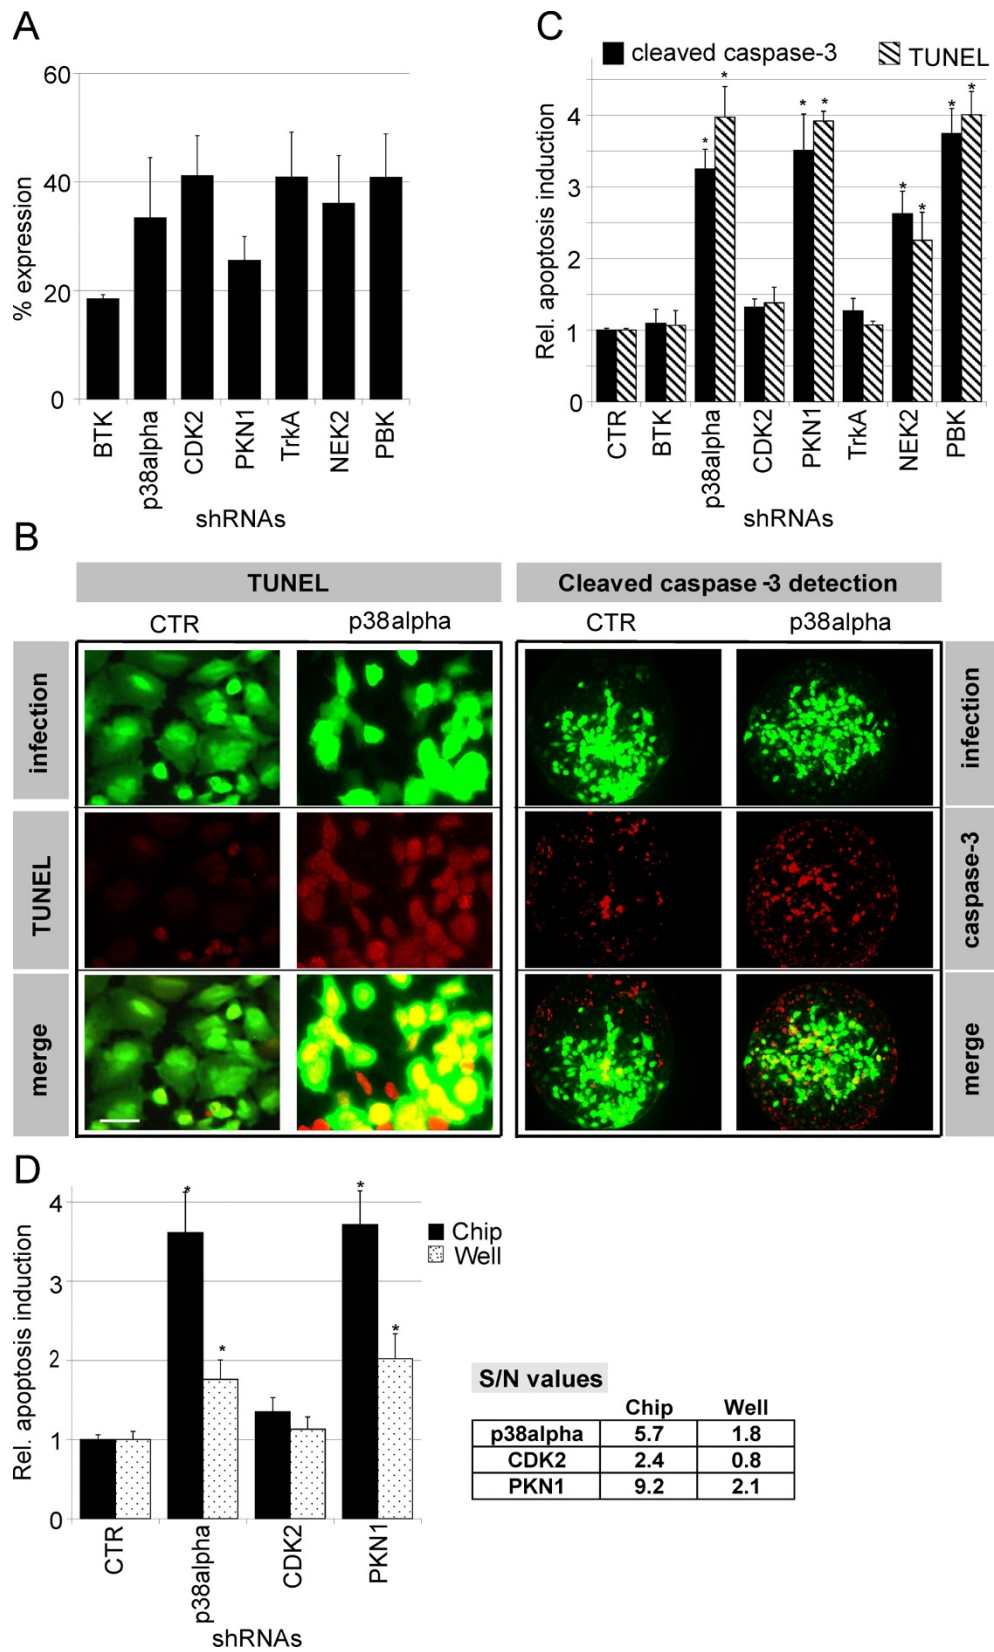 A
60
40
20
0
% expression
BTK
p38alpha
CDK2
PKN1
TrkA
NEK2
PBK
shRNAs
C
cleaved caspase-3
TUNEL
4
3
2
1
0
Rel. apoptosis induction
* * * * * * * *
CTR
BTK
p38alpha
CDK2
PKN1
TrkA
NEK2
PBK
shRNAs
B
TUNEL
Cleaved caspase -3 detection
CTR
p38alpha
CTR
p38alpha
infection
infection
TUNEL
caspase-3
merge
merge
D
4
3
2
1
0
Rel. apoptosis induction
* * * *
Chip
Well
CTR
p38alpha
CDK2
PKN1
shRNAs
S/N values
Chip Well
p38alpha 5.7 1.8
CDK2 2.4 0.8
PKN1 9.2 2.1